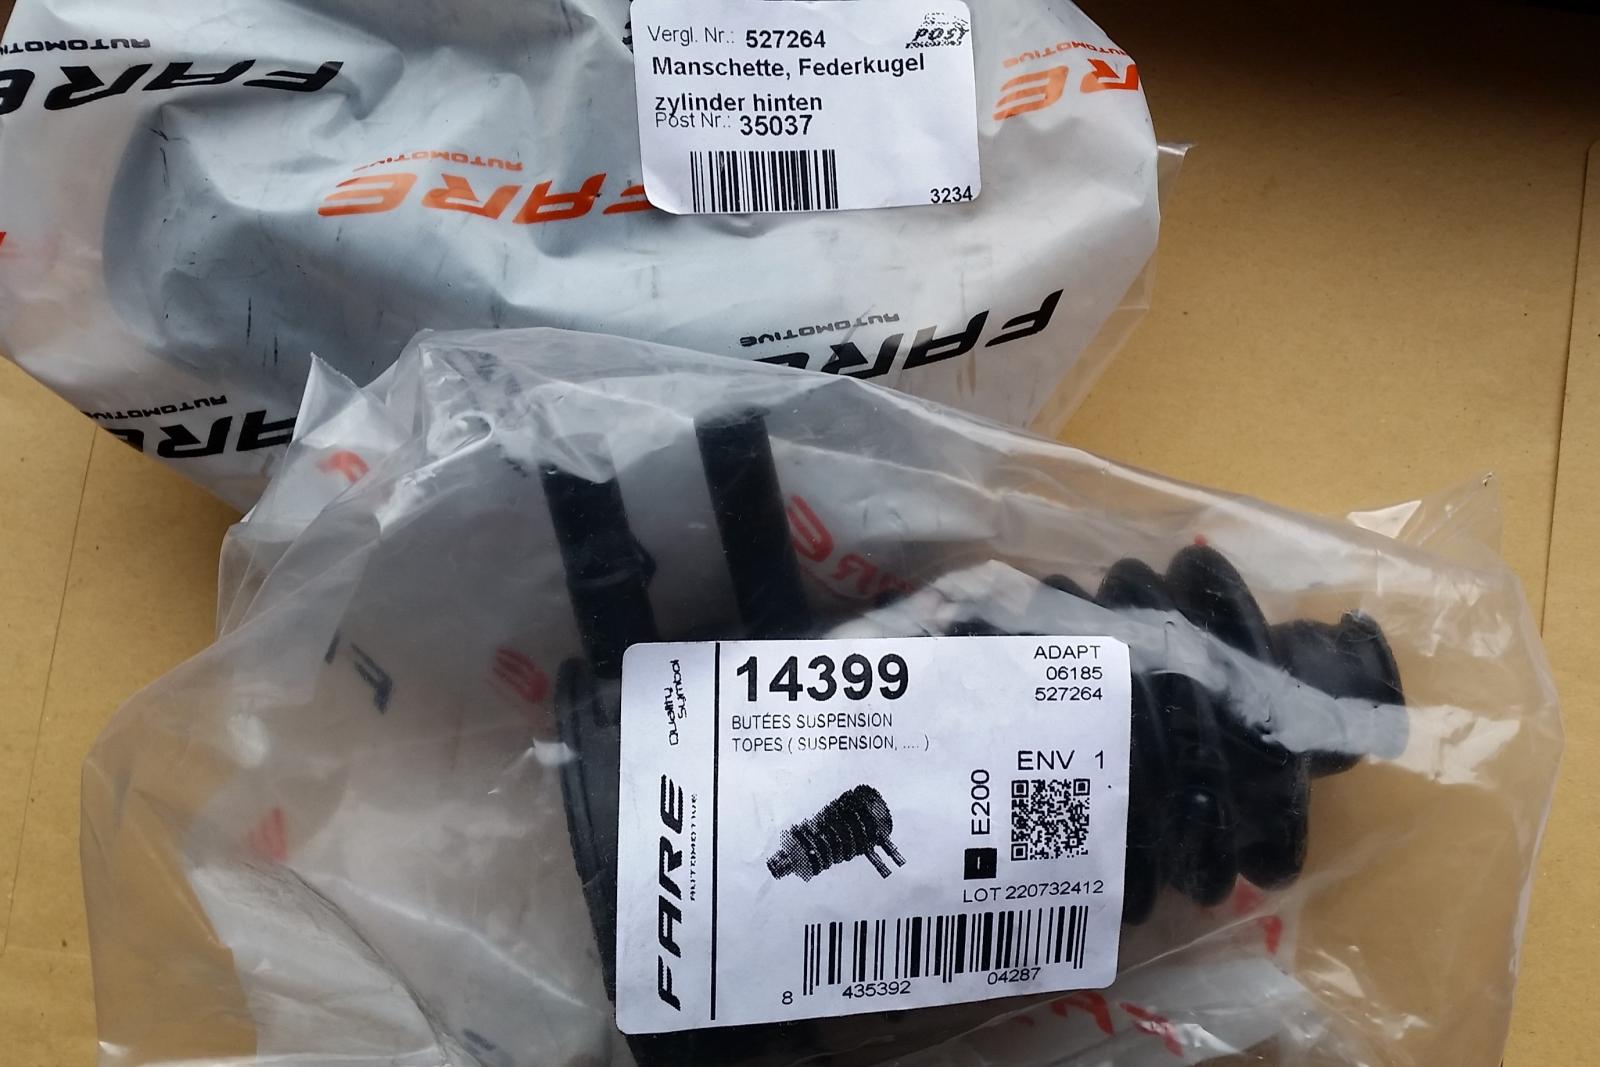 Vergl. Nr.: 527264
POST
Manschette, Federkugel
zylinder hinten
Post Nr.: 35037
3234
FARE
AUTOMOTIVE
FARE
AUTOMOTIVE
FARE
AUTOMOTIVE
FARE
AUTOMOTIVE
14399
BUTÉES SUSPENSION
TOPES ( SUSPENSION, .... )
ADAPT
06185
527264
ENV 1
E200
LOT 220732412
8 435392 04287
FARE
AUTOMOTIVE
Quality
Symbol